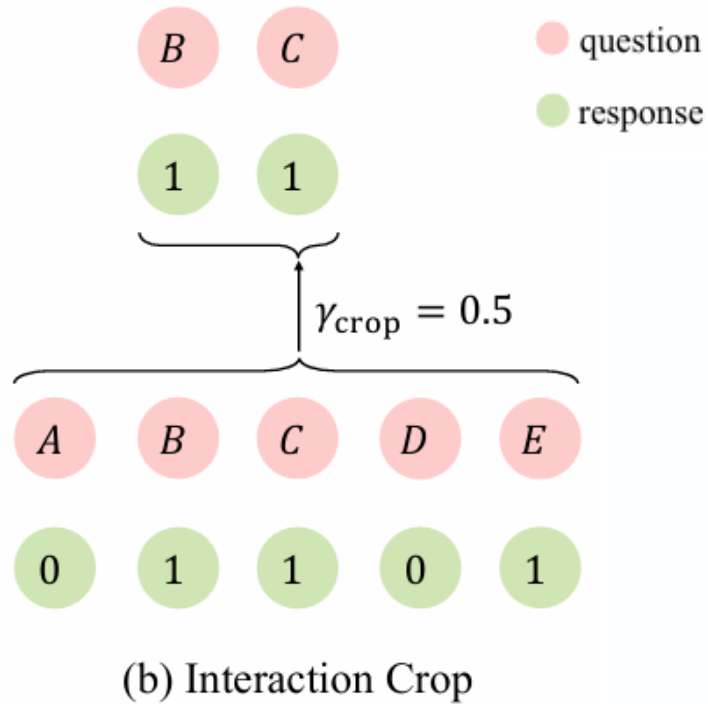 B C
question
1 1
response
γcrop = 0.5
A B C D E
0 1 1 0 1
(b) Interaction Crop